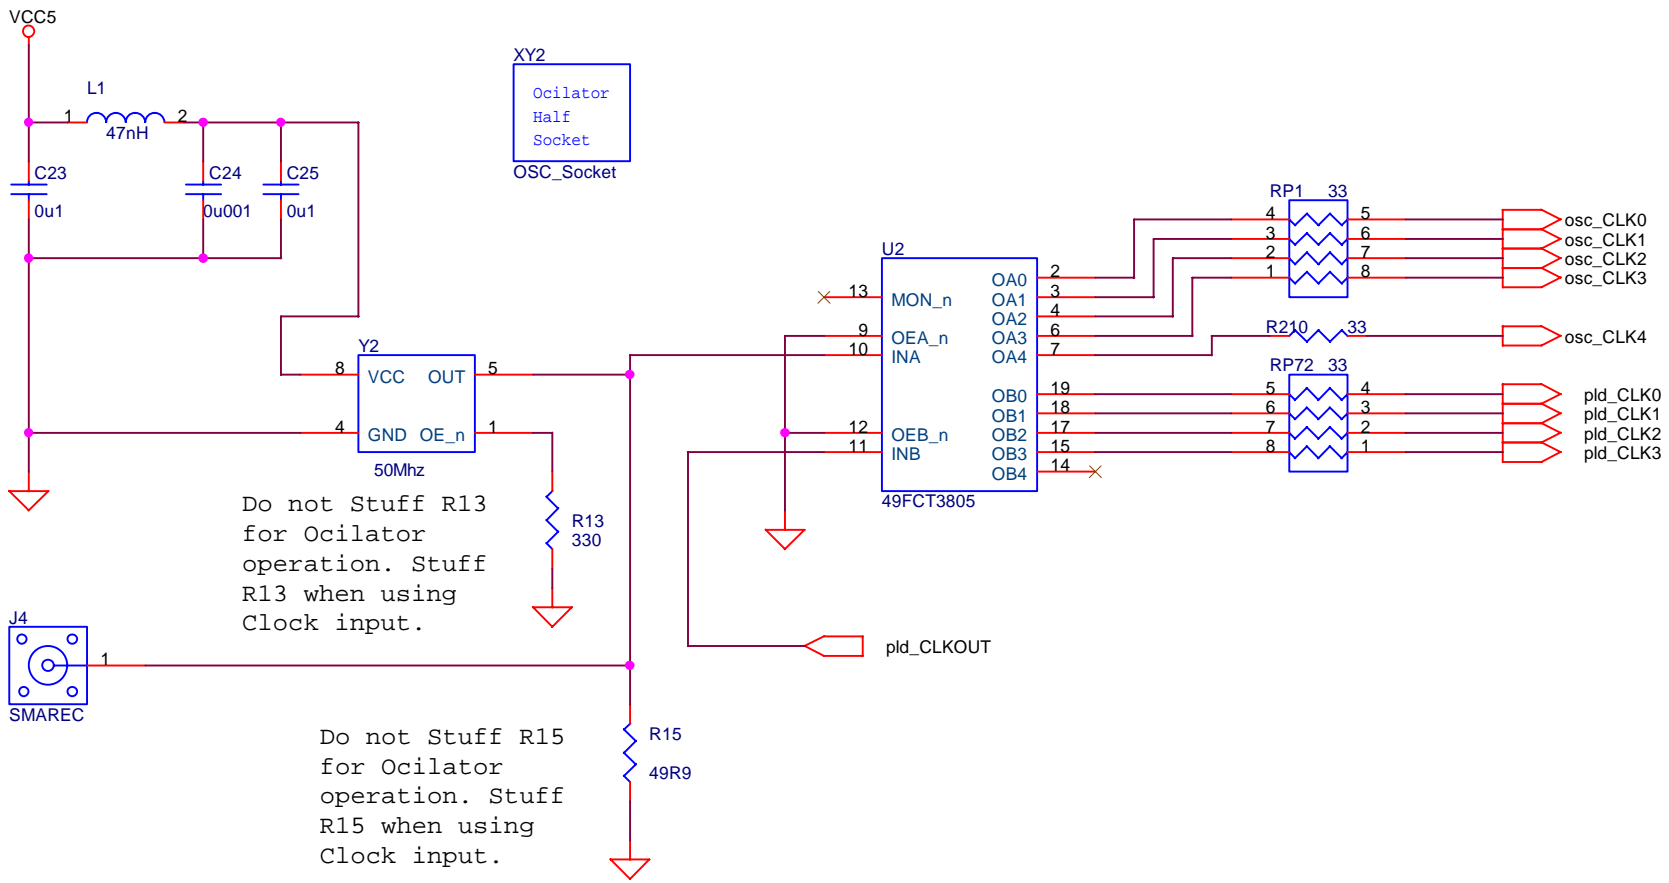 VCC5
L1
1
2
47nH
C23
0u1
C24
0u001
C25
0u1
XY2
Ocilator
Half
Socket
OSC_Socket
Y2
8
VCC
OUT
5
4
GND
OE_n
1
50Mhz
Do not Stuff R13
for Ocilator
operation. Stuff
R13 when using
Clock input.
R13
330
J4
1
SMAREC
Do not Stuff R15
for Ocilator
operation. Stuff
R15 when using
Clock input.
R15
49R9
pld_CLKOUT
U2
13
MON_n
9
OEA_n
10
INA
12
OEB_n
11
INB
OA0
2
OA1
3
OA2
4
OA3
6
OA4
7
OB0
19
OB1
18
OB2
17
OB3
15
OB4
14
49FCT3805
RP1 33
4 5 osc_CLK0
3 6 osc_CLK1
2 7 osc_CLK2
1 8 osc_CLK3
R210 33 osc_CLK4
RP72 33
5 4 pld_CLK0
6 3 pld_CLK1
7 2 pld_CLK2
8 1 pld_CLK3